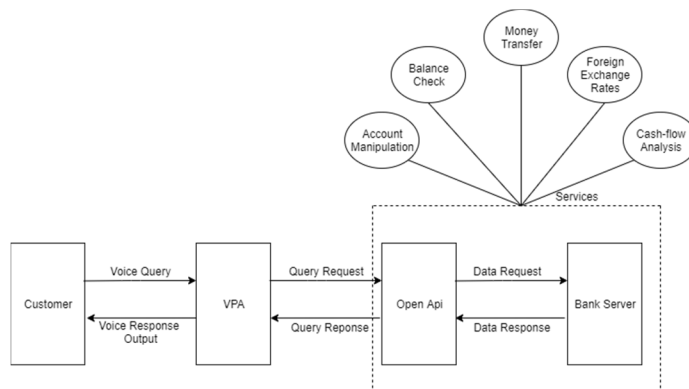 Money
Transfer
Balance
Check
Foreign
Exchange
Rates
Account
Manipulation
Cash-flow
Analysis
Services
Customer
Voice Query
Voice Response
Output
VPA
Query Request
Query Reponse
Open Api
Data Request
Data Response
Bank Server